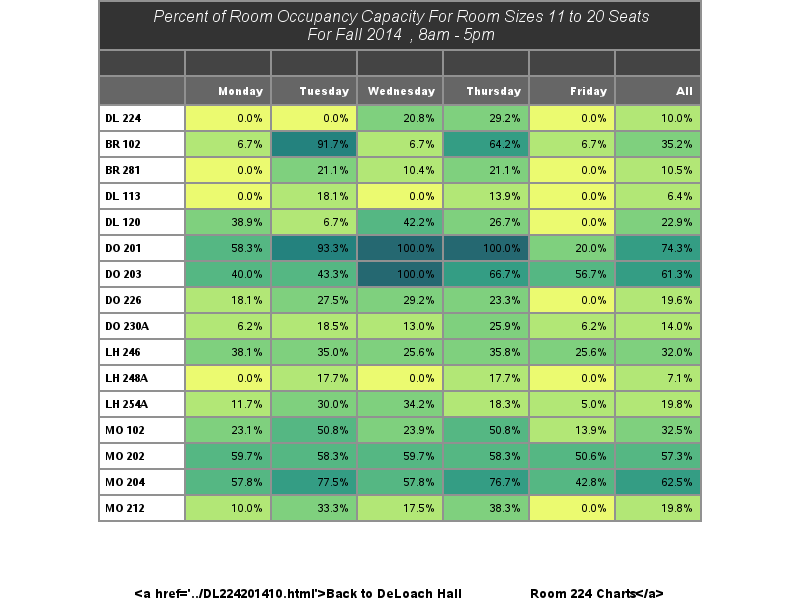 Percent of Room Occupancy Capacity For Room Sizes 11 to 20 Seats
For Fall 2014 , 8am - 5pm
Monday Tuesday Wednesday Thursday Friday All
DL 224 0.0% 0.0% 20.8% 29.2% 0.0% 10.0%
BR 102 6.7% 91.7% 6.7% 64.2% 6.7% 35.2%
BR 281 0.0% 21.1% 10.4% 21.1% 0.0% 10.5%
DL 113 0.0% 18.1% 0.0% 13.9% 0.0% 6.4%
DL 120 38.9% 6.7% 42.2% 26.7% 0.0% 22.9%
DO 201 58.3% 93.3% 100.0% 100.0% 20.0% 74.3%
DO 203 40.0% 43.3% 100.0% 66.7% 56.7% 61.3%
DO 226 18.1% 27.5% 29.2% 23.3% 0.0% 19.6%
DO 230A 6.2% 18.5% 13.0% 25.9% 6.2% 14.0%
LH 246 38.1% 35.0% 25.6% 35.8% 25.6% 32.0%
LH 248A 0.0% 17.7% 0.0% 17.7% 0.0% 7.1%
LH 254A 11.7% 30.0% 34.2% 18.3% 5.0% 19.8%
MO 102 23.1% 50.8% 23.9% 50.8% 13.9% 32.5%
MO 202 59.7% 58.3% 59.7% 58.3% 50.6% 57.3%
MO 204 57.8% 77.5% 57.8% 76.7% 42.8% 62.5%
MO 212 10.0% 33.3% 17.5% 38.3% 0.0% 19.8%
<a href='../DL224201410.html'>Back to DeLoach Hall Room 224 Charts</a>